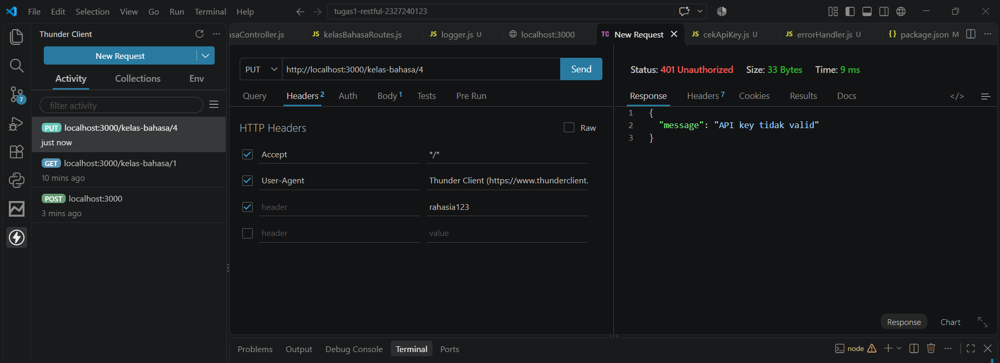 File Edit Selection View Go Run Terminal Help
tugas1-restful-2327240123
Thunder Client
New Request
Activity Collections Env
filter activity
PUT localhost:3000/kelas-bahasa/4
just now
GET localhost:3000/kelas-bahasa/1
10 mins ago
POST localhost:3000
3 mins ago
7
asaController.js
JS kelasBahasaRoutes.js
JS logger.js U
localhost:3000
TC New Request
JS cekApiKey.js U
JS errorHandler.js U
{} package.json M
PUT http://localhost:3000/kelas-bahasa/4 Send
Query Headers 2 Auth Body 1 Tests Pre Run
HTTP Headers Raw
Accept */*
User-Agent Thunder Client (https://www.thunderclient.
header rahasia123
header value
Status: 401 Unauthorized Size: 33 Bytes Time: 9 ms
Response Headers 7 Cookies Results Docs </>
1 {
2 "message": "API key tidak valid"
3 }
Response Chart
Problems Output Debug Console Terminal Ports
node